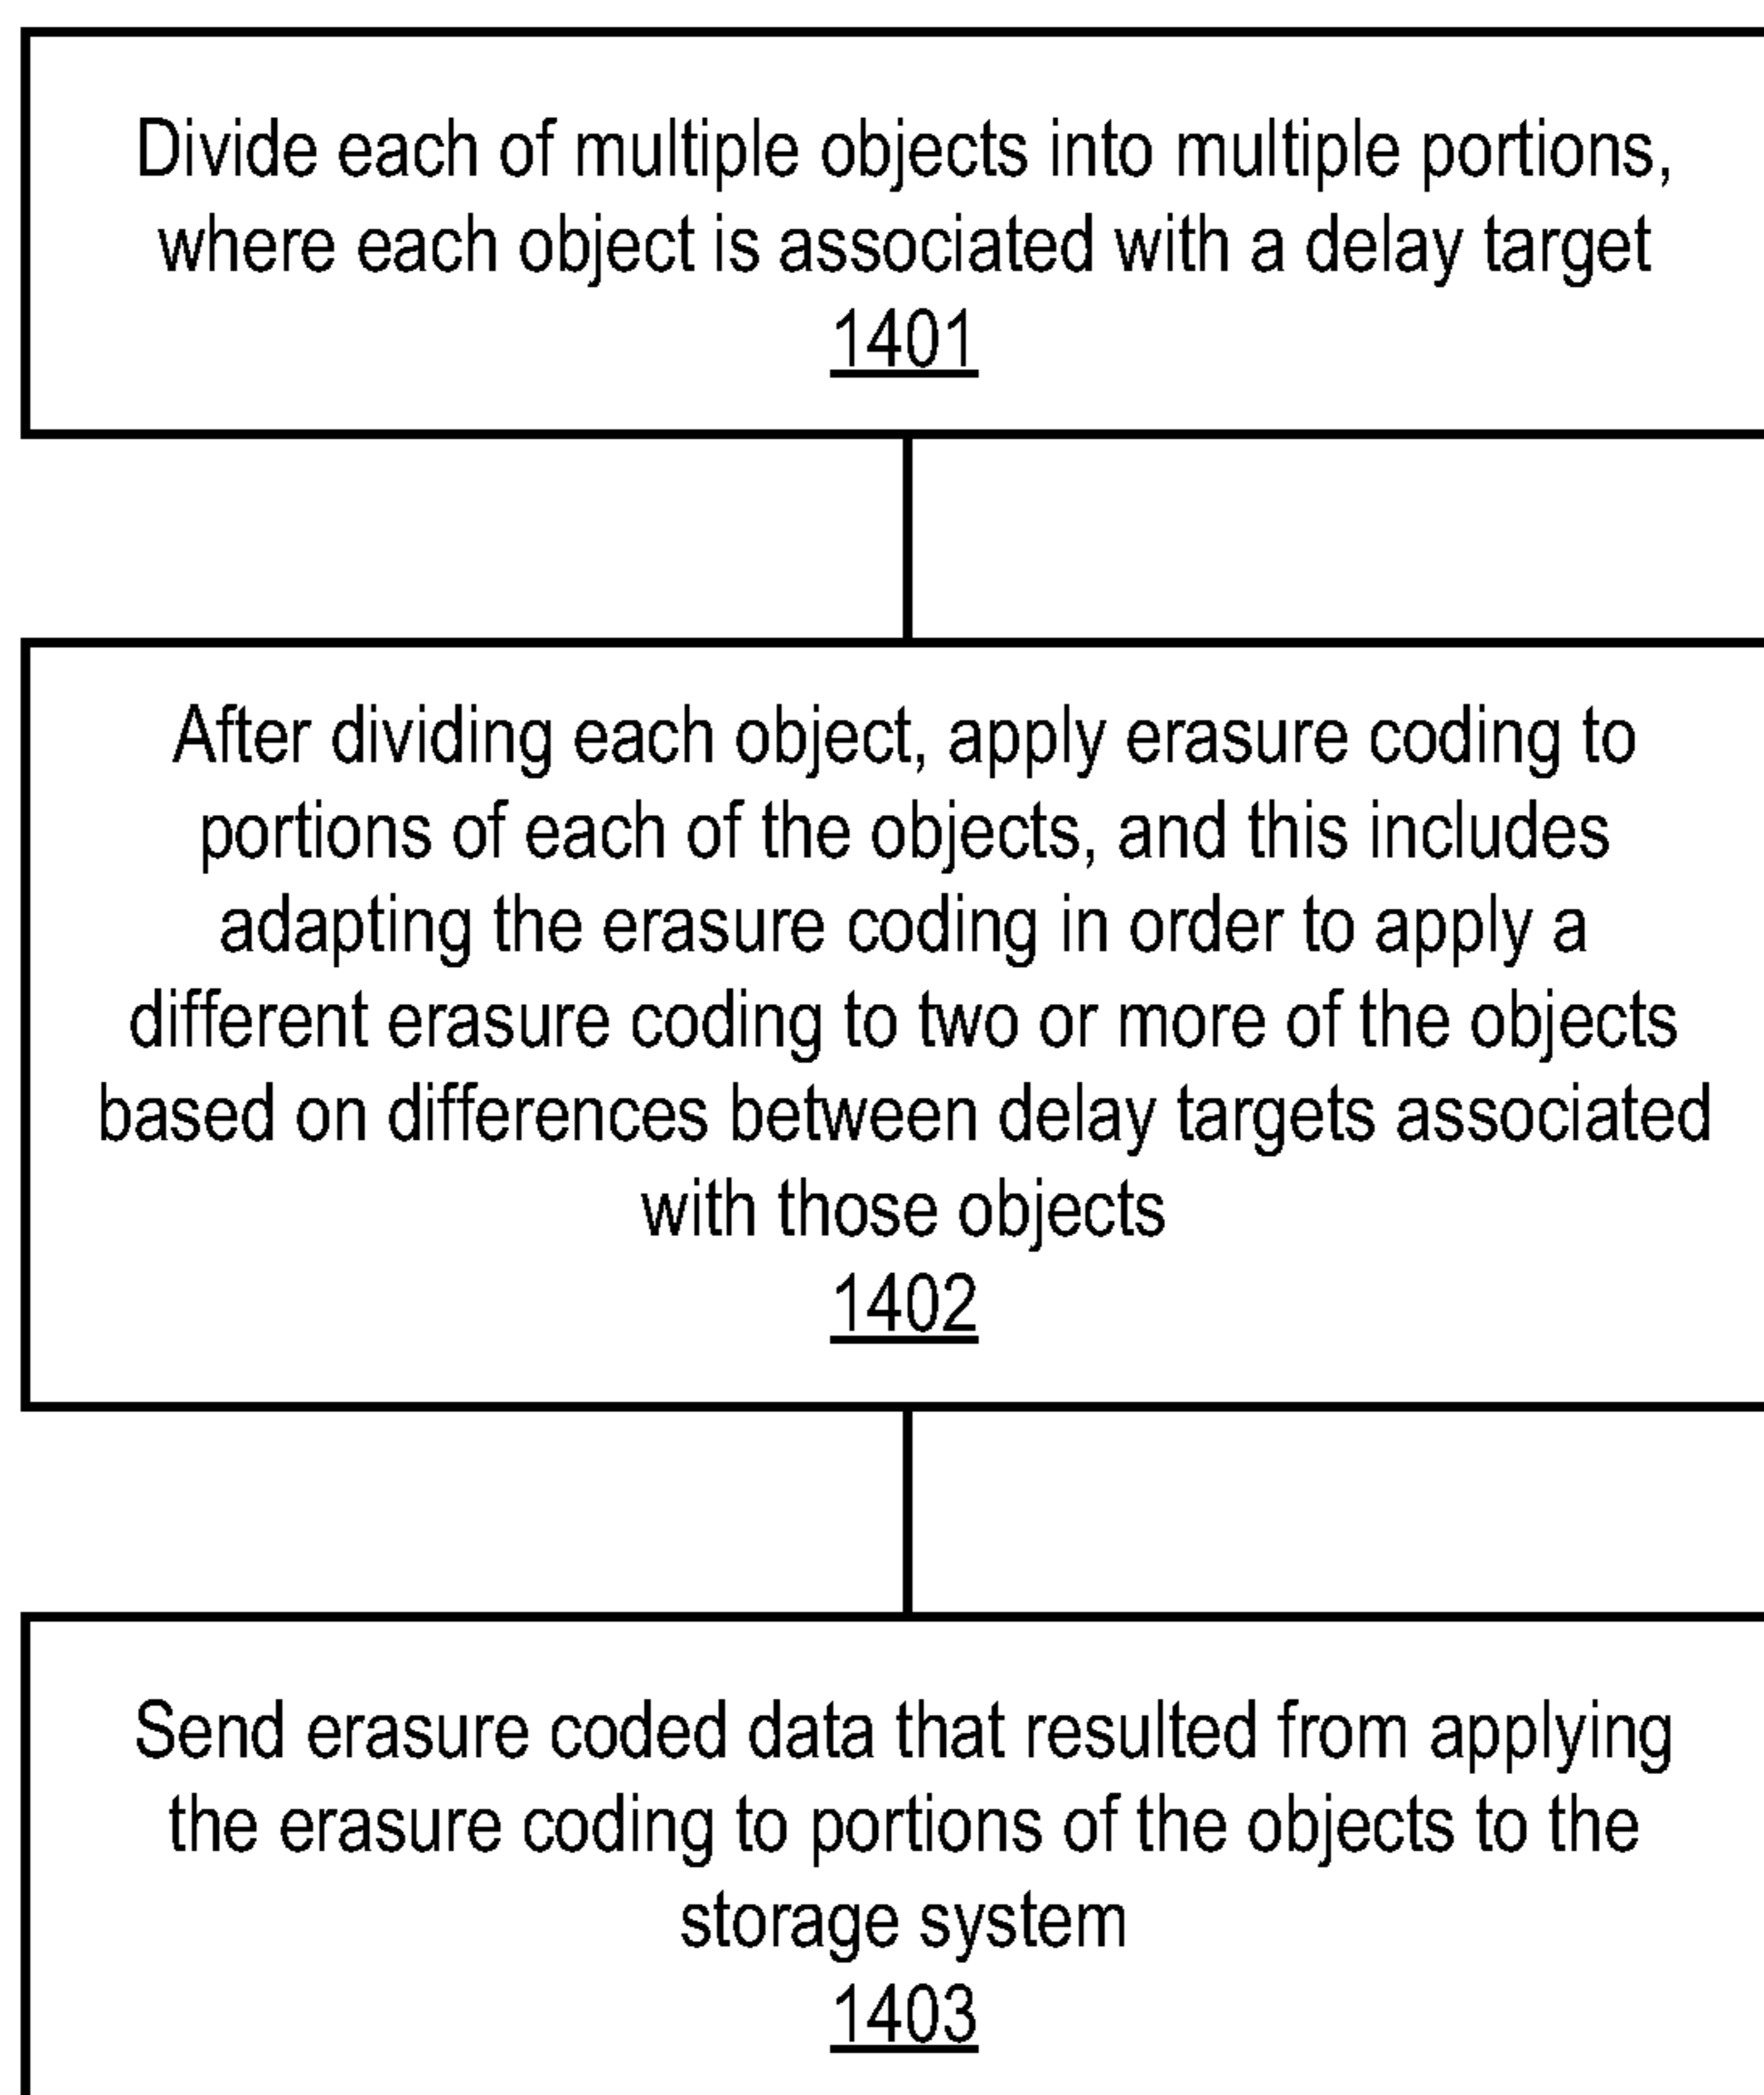 Divide each of multiple objects into multiple portions,
where each object is associated with a delay target
1401
After dividing each object, apply erasure coding to
portions of each of the objects, and this includes
adapting the erasure coding in order to apply a
different erasure coding to two or more of the objects
based on differences between delay targets associated
with those objects
1402
Send erasure coded data that resulted from applying
the erasure coding to portions of the objects to the
storage system
1403